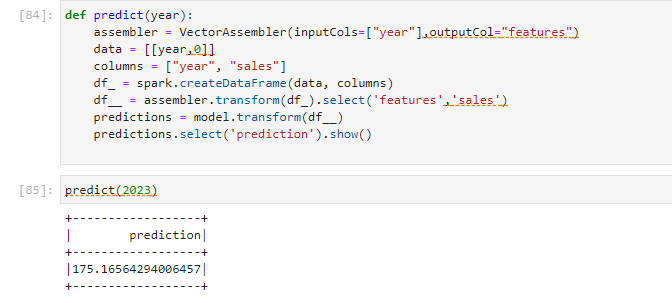 [84]: def predict(year):
    assembler = VectorAssembler(inputCols=["year"],outputCol="features")
    data = [[year,0]]
    columns = ["year", "sales"]
    df_ = spark.createDataFrame(data, columns)
    df__ = assembler.transform(df_).select('features','sales')
    predictions = model.transform(df__)
    predictions.select('prediction').show()
[85]: predict(2023)
+------------------+
|        prediction|
+------------------+
|175.16564294006457|
+------------------+